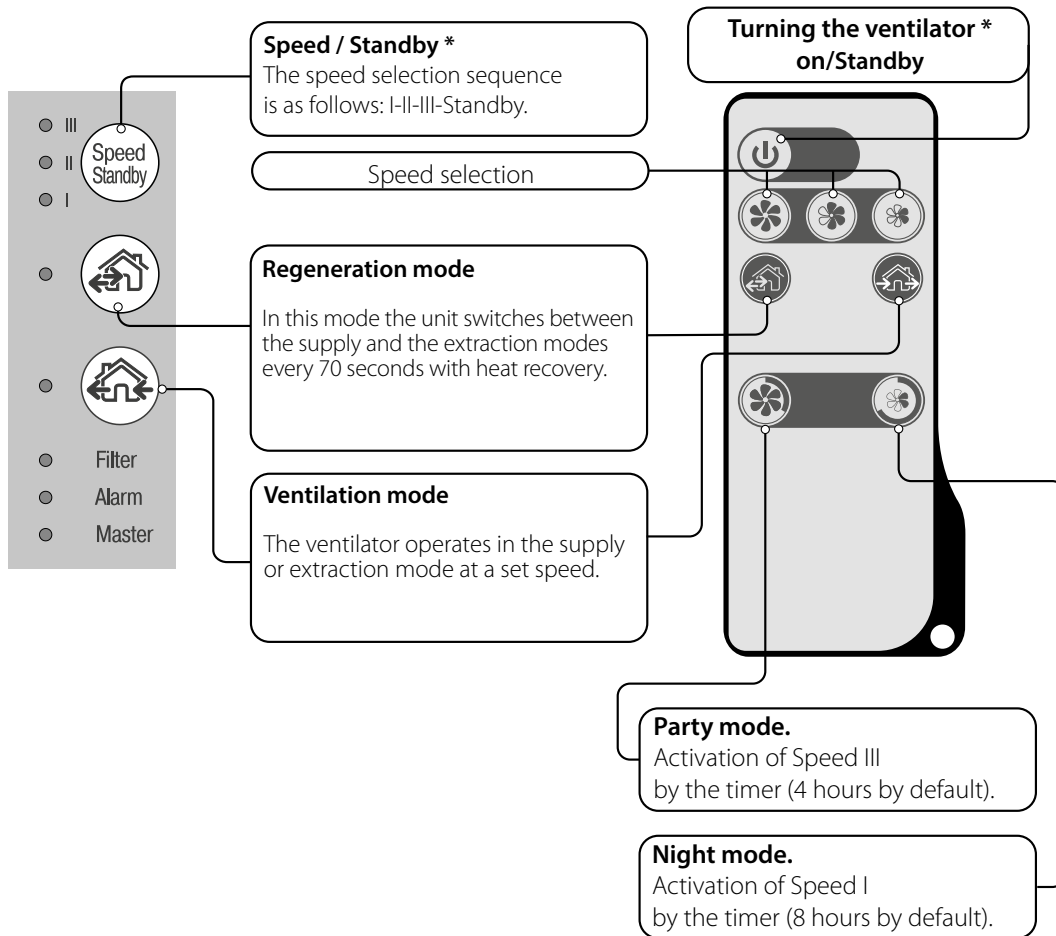 Speed / Standby *
The speed selection sequence
is as follows: I-II-III-Standby.
Turning the ventilator *
on/Standby
III
II
I
Speed
Standby
Speed selection
Regeneration mode
In this mode the unit switches between
the supply and the extraction modes
every 70 seconds with heat recovery.
Filter
Alarm
Master
Ventilation mode
The ventilator operates in the supply
or extraction mode at a set speed.
Party mode.
Activation of Speed III
by the timer (4 hours by default).
Night mode.
Activation of Speed I
by the timer (8 hours by default).